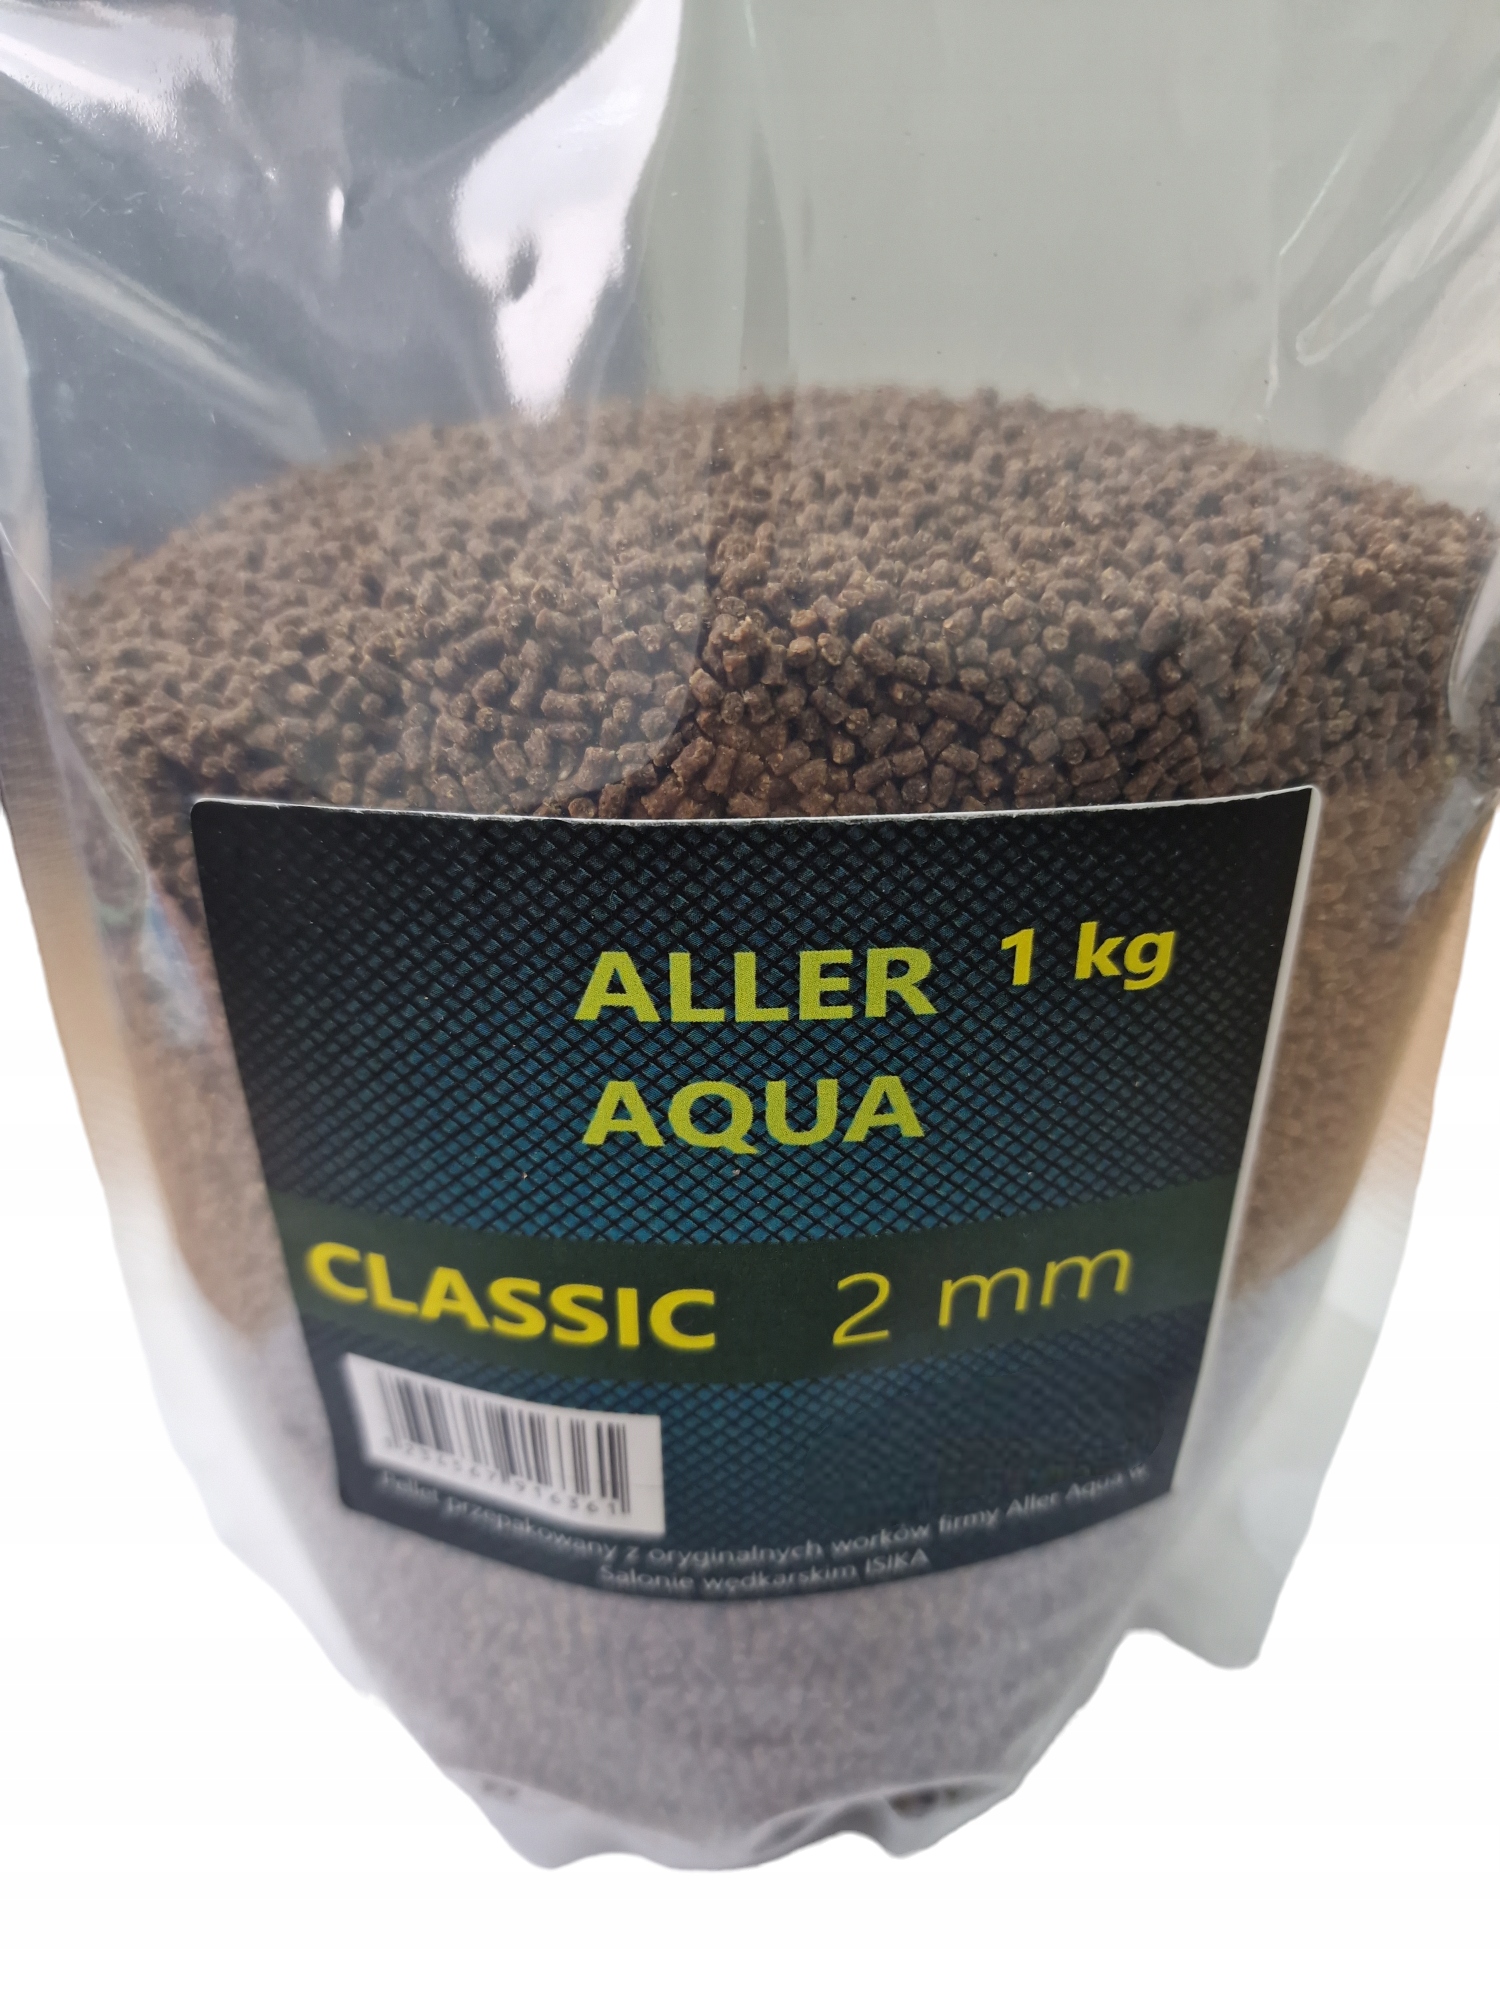 ALLER 1 kg
AQUA
CLASSIC 2 mm
Pellet przepakowany z oryginalnych worków firmy Aller Aqua w
Salonie wędkarskim ISIKA